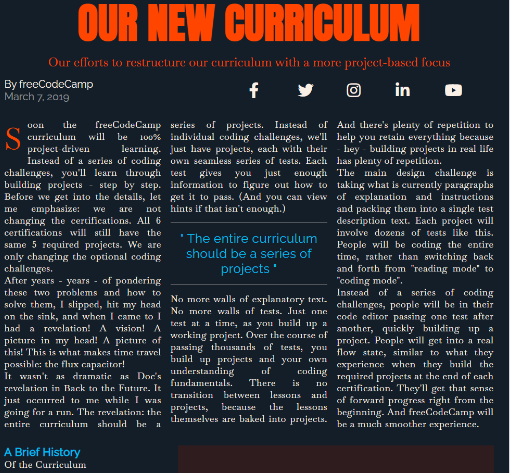 OUR NEW CURRICULUM
Our efforts to restructure our curriculum with a more project-based focus
By freeCodeCamp
March 7, 2019
Soon the freeCodeCamp
curriculum will be 100%
project-driven learning.
Instead of a series of coding
challenges, you'll learn through
building projects - step by step.
Before we get into the details, let
me emphasize: we are not
changing the certifications. All 6
certifications will still have the
same 5 required projects. We are
only changing the optional coding
challenges.
After years - years - of pondering
these two problems and how to
solve them, I slipped, hit my head
on the sink, and when I came to I
had a revelation! A vision! A
picture in my head! A picture of
this! This is what makes time travel
possible: the flux capacitor!
It wasn't as dramatic as Doc's
revelation in Back to the Future. It
just occurred to me while I was
going for a run. The revelation: the
entire curriculum should be a
series of projects. Instead of
individual coding challenges, we'll
just have projects, each with their
own seamless series of tests. Each
test gives you just enough
information to figure out how to
get it to pass. (And you can view
hints if that isn't enough.)
" The entire curriculum
should be a series of
projects "
No more walls of explanatory text.
No more walls of tests. Just one
test at a time, as you build up a
working project. Over the course of
passing thousands of tests, you
build up projects and your own
understanding of coding
fundamentals. There is no
transition between lessons and
projects, because the lessons
themselves are baked into projects.
And there's plenty of repetition to
help you retain everything because
- hey - building projects in real life
has plenty of repetition.
The main design challenge is
taking what is currently paragraphs
of explanation and instructions
and packing them into a single test
description text. Each project will
involve dozens of tests like this.
People will be coding the entire
time, rather than switching back
and forth from "reading mode" to
"coding mode".
Instead of a series of coding
challenges, people will be in their
code editor passing one test after
another, quickly building up a
project. People will get into a real
flow state, similar to what they
experience when they build the
required projects at the end of each
certification. They'll get that sense
of forward progress right from the
beginning. And freeCodeCamp will
be a much smoother experience.
A Brief History
Of the Curriculum